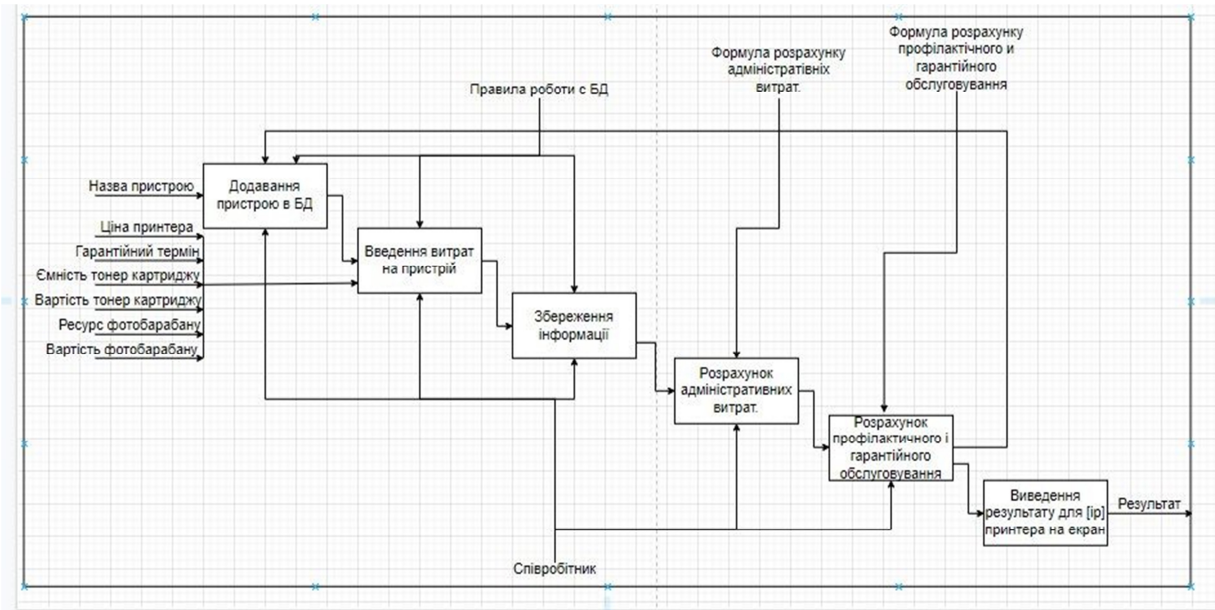 Формула розрахунку
профілактічного и
гарантійного
обслуговування
Формула розрахунку
адміністратівніх
витрат.
Правила роботи с БД
Назва пристрою
Додавання
пристрою в БД
Ціна принтера
Гарантійний термін
Ємність тонер картриджу
Вартість тонер картриджу
Ресурс фотобарабану
Вартість фотобарабану
Введення витрат
на пристрій
Збереження
інформації
Розрахунок
адміністративних
витрат.
Розрахунок
профілактичного і
гарантійного
обслуговування
Виведення
результату для [ip]
принтера на екран
Результат
Співробітник